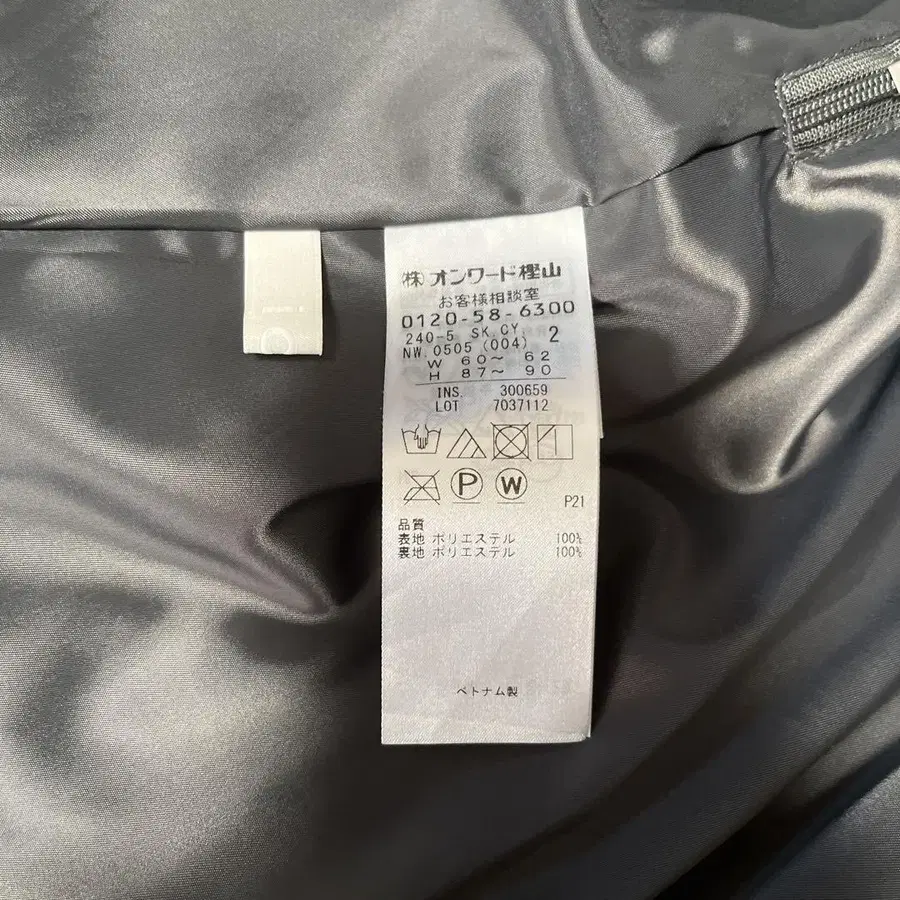 (株)オンワード樫山
お客様相談室
0120-58-6300
240-5 SK.CY. 2
NW.0505 (004)
W 60〜 62
H 87〜 90
INS. 300659
LOT 7037112
P W
P21
品質
表地 ポリエステル 100%
裏地 ポリエステル 100%
ベトナム製